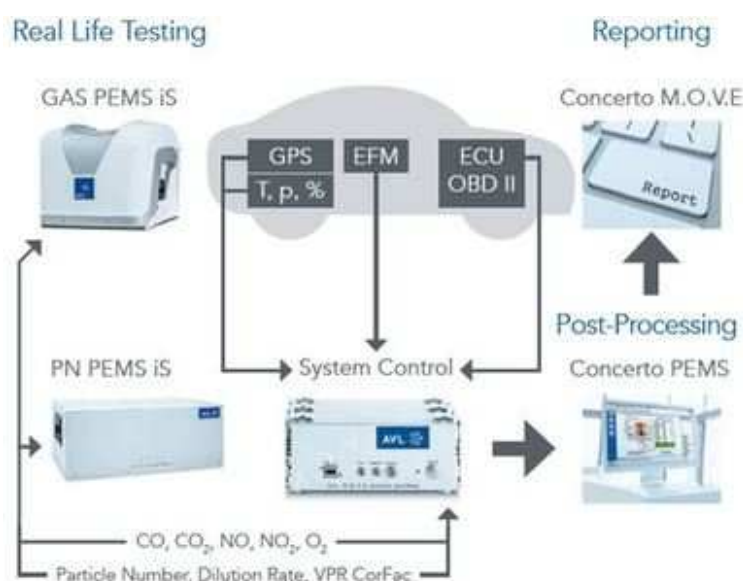 Real Life Testing
Reporting
GAS PEMS iS
Concerto M.O.V.E
GPS
EFM
ECU
OBD II
T, p, %
Report
Post-Processing
PN PEMS iS
System Control
Concerto PEMS
AVL
CO, CO₂, NO, NO₂, O₂
Particle Number, Dilution Rate, VPR CorFac